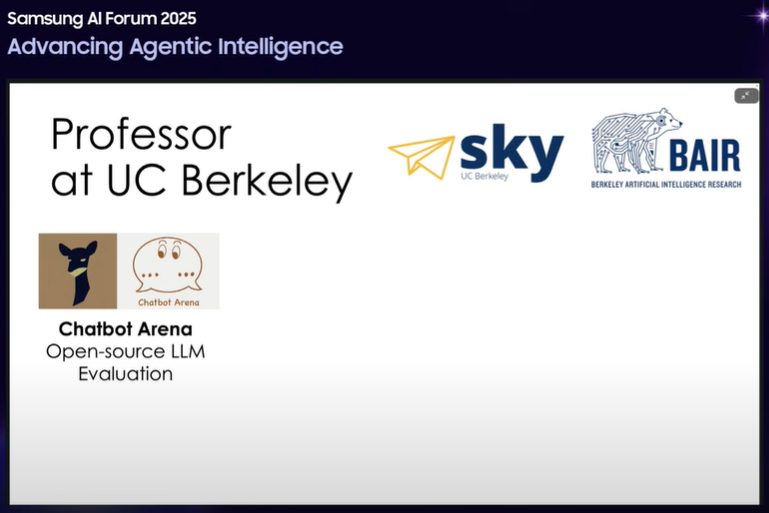 Samsung AI Forum 2025
Advancing Agentic Intelligence
Professor
at UC Berkeley
sky
UC Berkeley
BAIR
BERKELEY ARTIFICIAL INTELLIGENCE RESEARCH
Chatbot Arena
Chatbot Arena
Open-source LLM
Evaluation